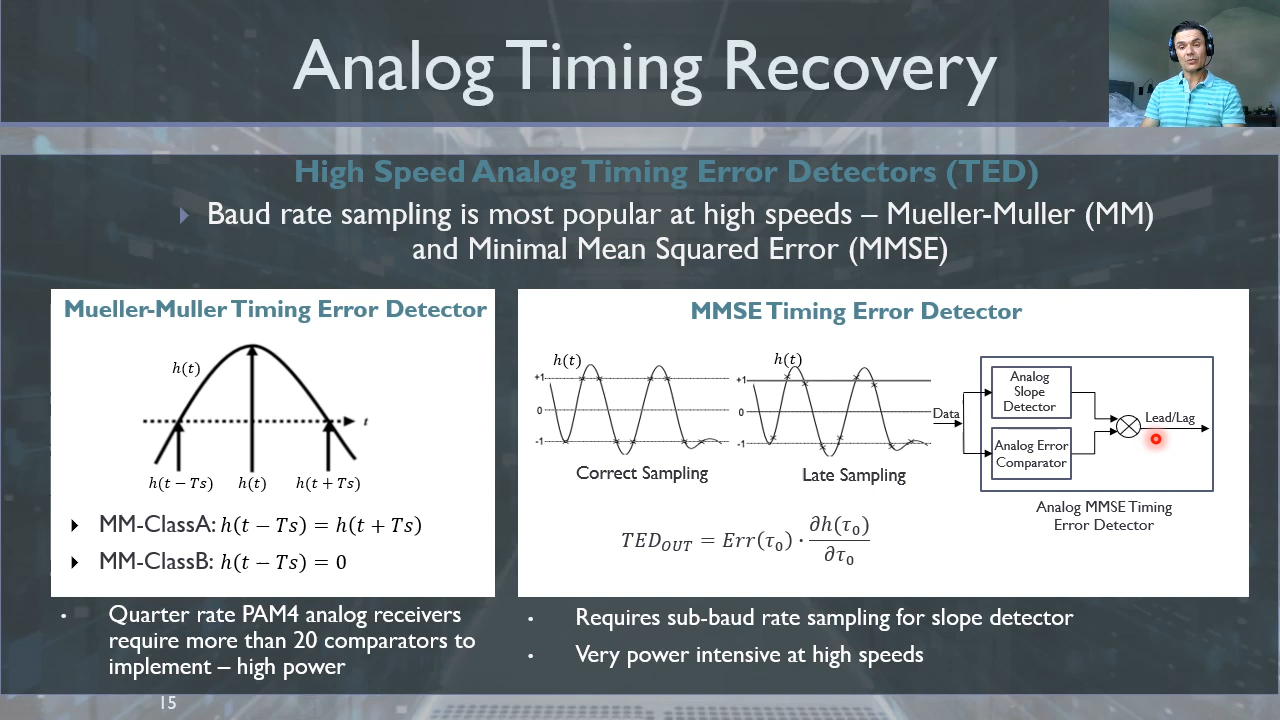 Analog Timing Recovery
High Speed Analog Timing Error Detectors (TED)
Baud rate sampling is most popular at high speeds – Mueller-Muller (MM)
and Minimal Mean Squared Error (MMSE)
Mueller-Muller Timing Error Detector
h(t)
t
h(t − Ts) h(t) h(t + Ts)
MM-ClassA: h(t − Ts) = h(t + Ts)
MM-ClassB: h(t − Ts) = 0
Quarter rate PAM4 analog receivers
require more than 20 comparators to
implement – high power
MMSE Timing Error Detector
h(t)
+1
0
-1
Correct Sampling
h(t)
+1
0
-1
Late Sampling
Data
Analog
Slope
Detector
Analog Error
Comparator
Lead/Lag
Analog MMSE Timing
Error Detector
TED_OUT = Err(τ₀) · ∂h(τ₀)/∂τ₀
Requires sub-baud rate sampling for slope detector
Very power intensive at high speeds
15